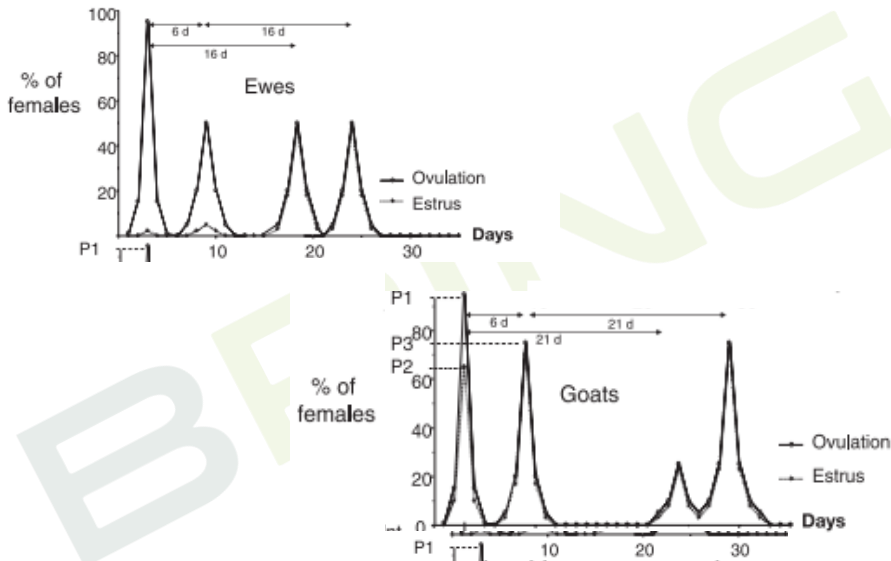 100
80
60
40
20
% of
females
6 d
16 d
16 d
Ewes
Ovulation
Estrus
Days
P1
10
20
30
P1
P3
P2
80
60
40
20
0
% of
females
6 d
21 d
21 d
Goats
Ovulation
Estrus
Days
P1
10
20
30
BRING